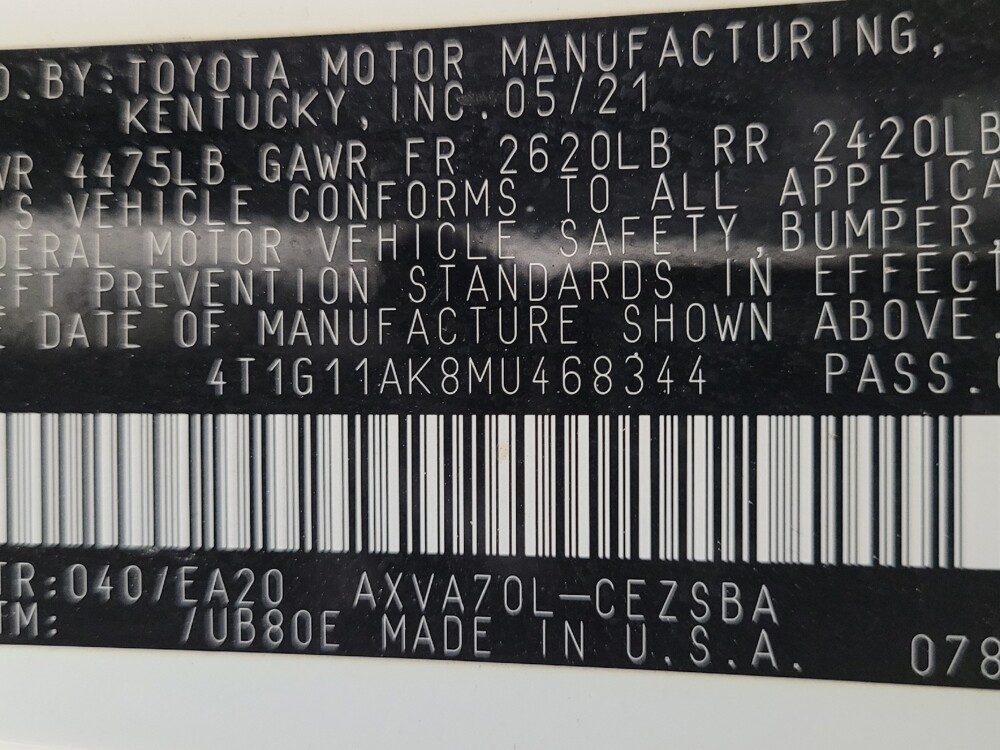 D. BY: TOYOTA MOTOR MANUFACTURING,
KENTUCKY, INC. 05/21
WR 4475LB GAWR FR 2620LB RR 2420LB
S VEHICLE CONFORMS TO ALL APPLICA
DERAL MOTOR VEHICLE SAFETY, BUMPER,
EFT PREVENTION STANDARDS IN EFFECT
E DATE OF MANUFACTURE SHOWN ABOVE.
4T1G11AK8MU468344 PASS.
TR:040/EA20 AXVA70L-CEZSBA
TM: /UB80E MADE IN U.S.A. 078